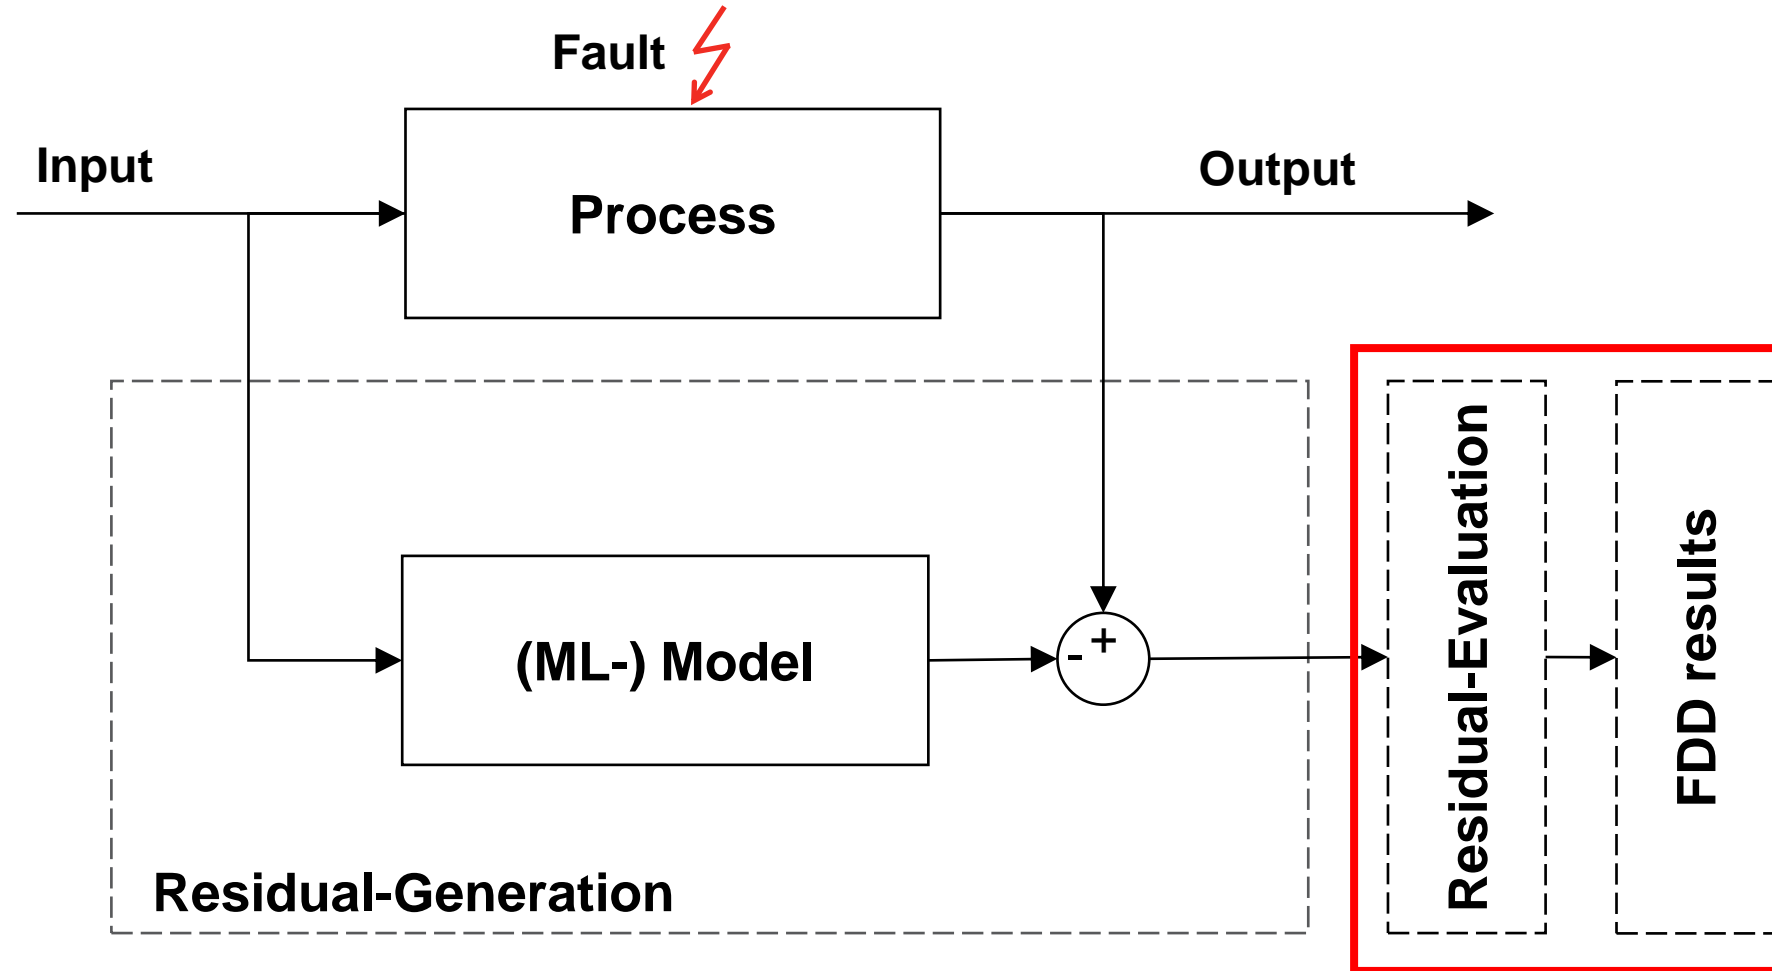 Fault
Input
Output
Process
(ML-) Model
-
+
Residual-Generation
Residual-Evaluation
FDD results